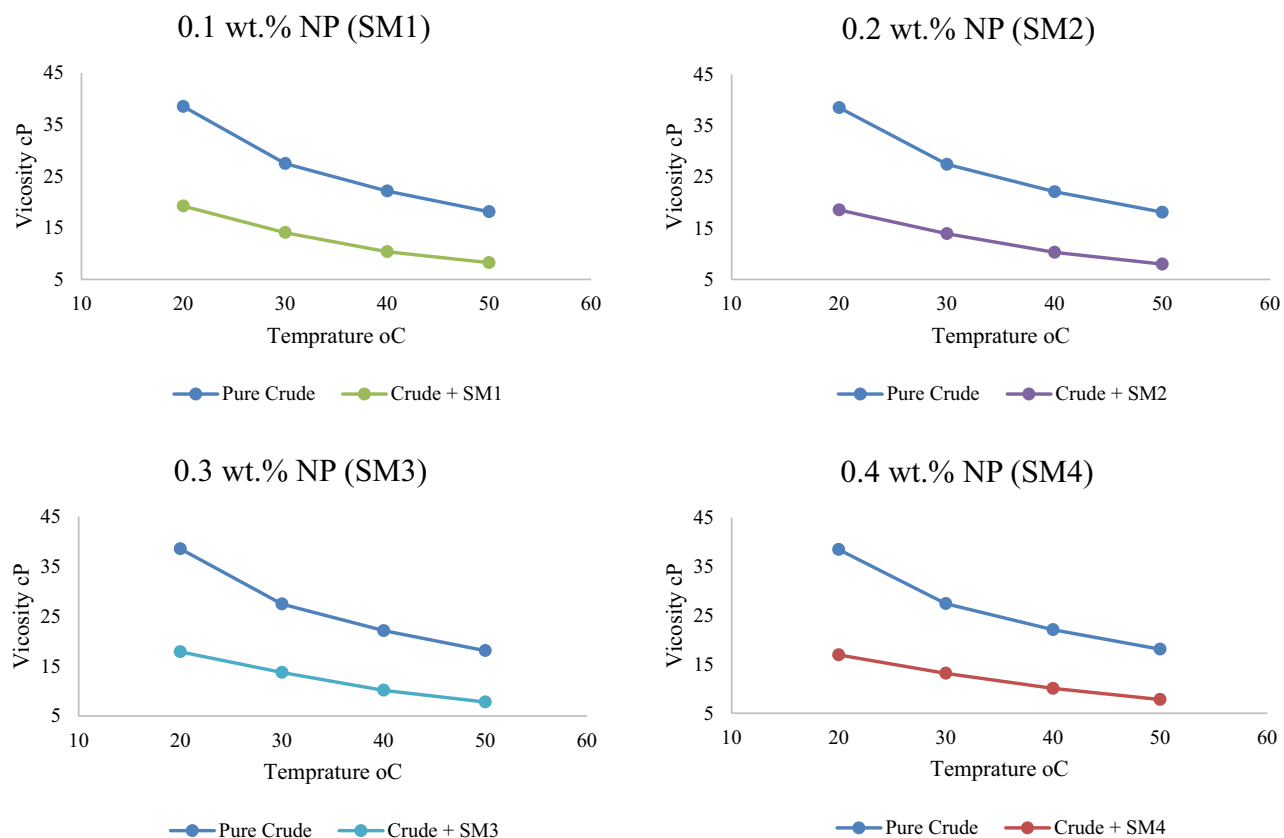 0.1 wt.% NP (SM1)
45
35
25
15
5
10 20 30 40 50 60
Vicosity cP
Temprature oC
Pure Crude Crude + SM1
0.2 wt.% NP (SM2)
45
35
25
15
5
10 20 30 40 50 60
Vicosity cP
Temprature oC
Pure Crude Crude + SM2
0.3 wt.% NP (SM3)
45
35
25
15
5
10 20 30 40 50 60
Vicosity cP
Temprature oC
Pure Crude Crude + SM3
0.4 wt.% NP (SM4)
45
35
25
15
5
10 20 30 40 50 60
Vicosity cP
Temprature oC
Pure Crude Crude + SM4